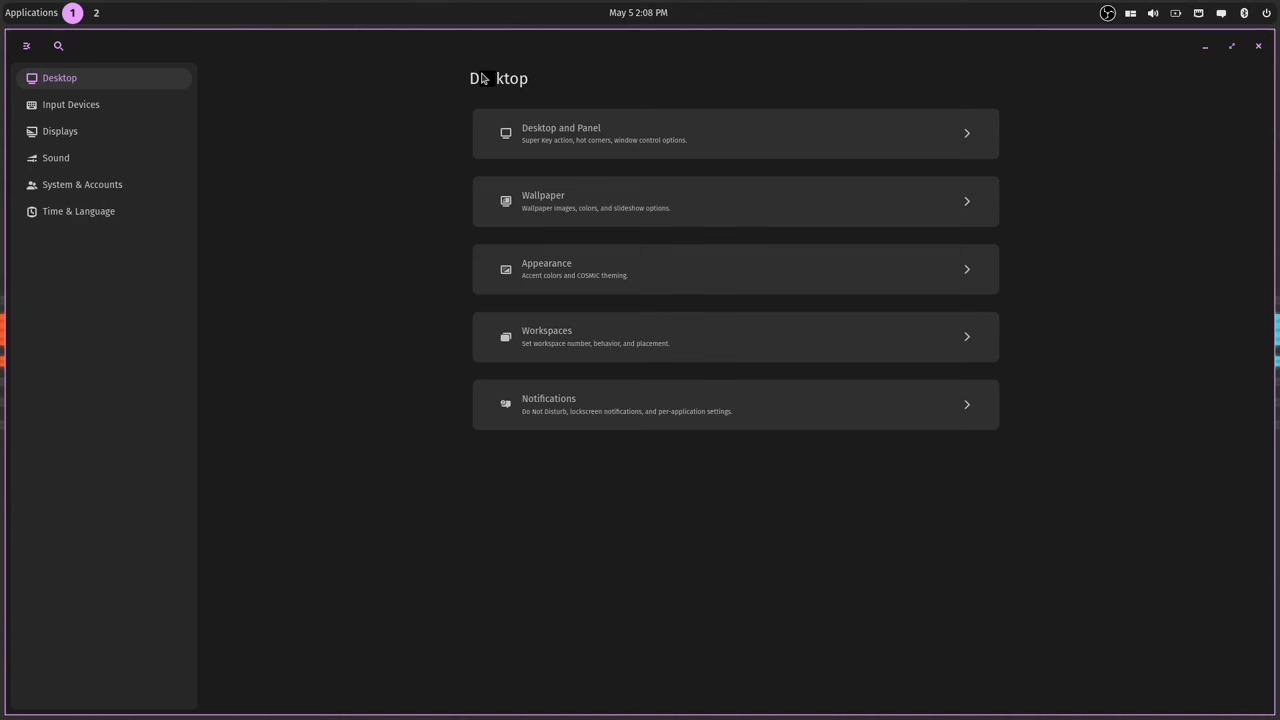 Applications 1 2 May 5 2:08 PM
Desktop
Input Devices
Displays
Sound
System & Accounts
Time & Language
Desktop
Desktop and Panel
Super Key action, hot corners, window control options.
Wallpaper
Wallpaper images, colors, and slideshow options.
Appearance
Accent colors and COSMIC theming.
Workspaces
Set workspace number, behavior, and placement.
Notifications
Do Not Disturb, lockscreen notifications, and per-application settings.